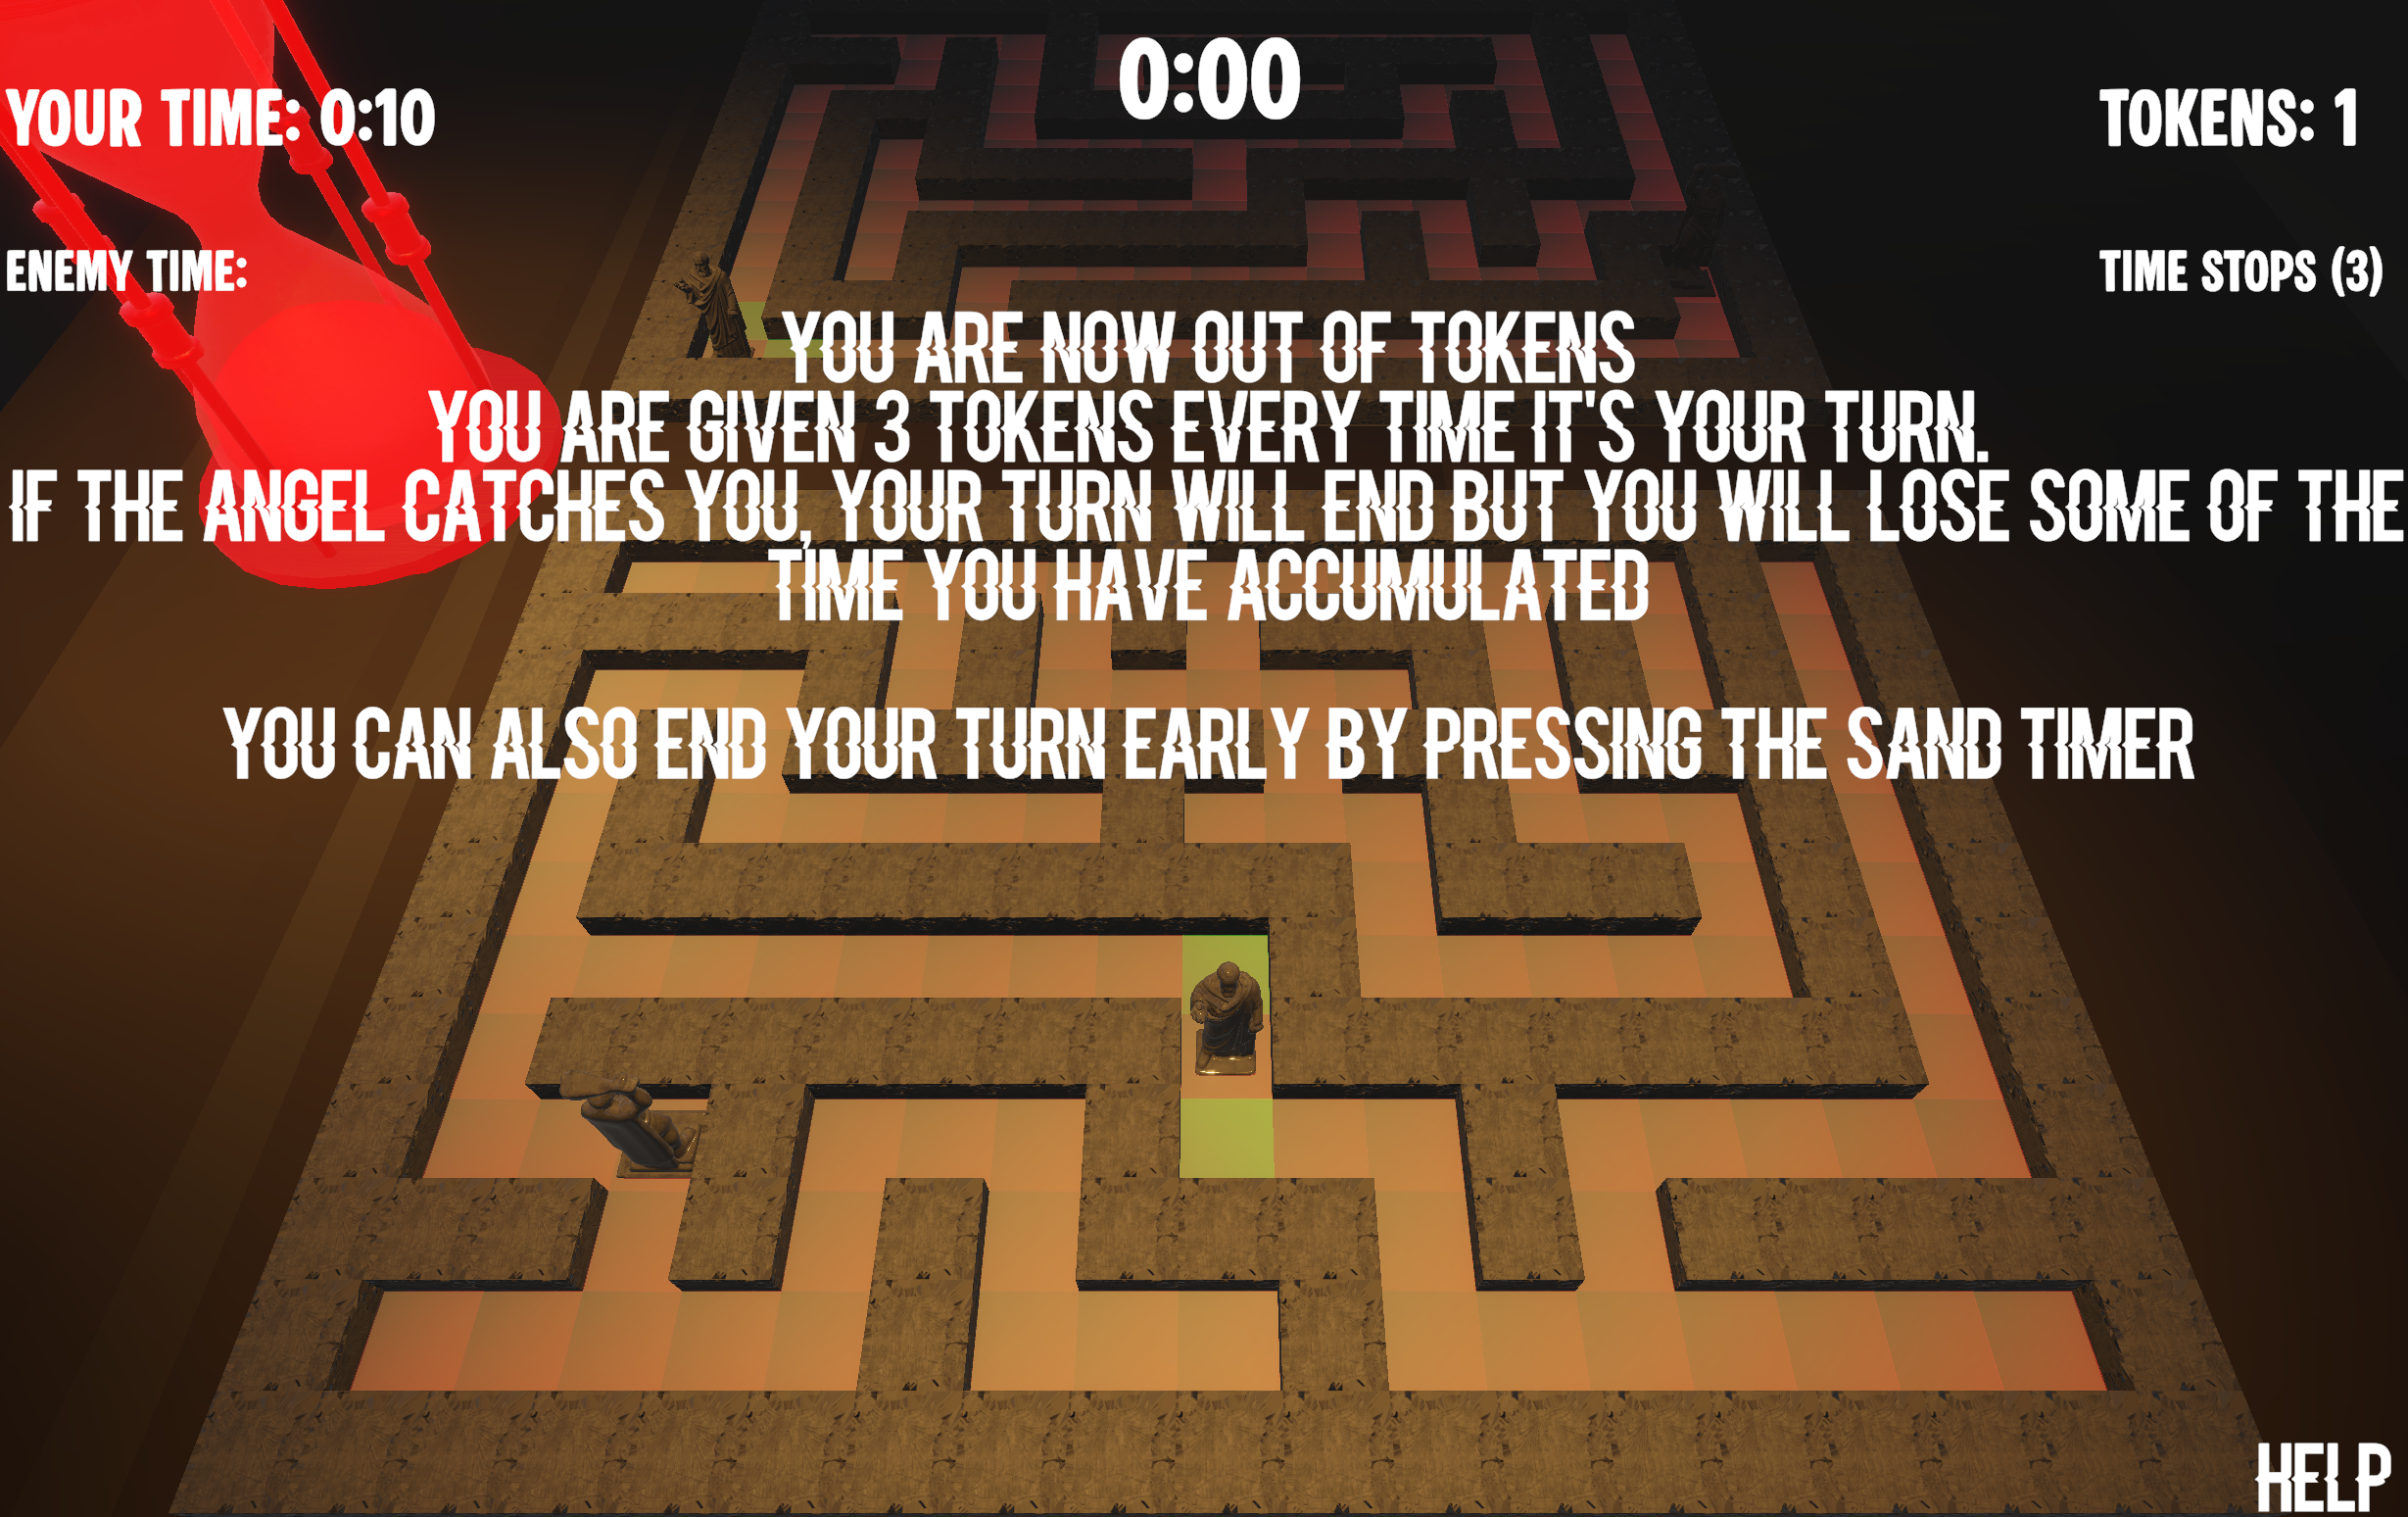 0:00
YOUR TIME: 0:10
TOKENS: 1
ENEMY TIME:
TIME STOPS (3)
YOU ARE NOW OUT OF TOKENS
YOU ARE GIVEN 3 TOKENS EVERY TIME IT'S YOUR TURN.
IF THE ANGEL CATCHES YOU, YOUR TURN WILL END BUT YOU WILL LOSE SOME OF THE
TIME YOU HAVE ACCUMULATED
YOU CAN ALSO END YOUR TURN EARLY BY PRESSING THE SAND TIMER
HELP